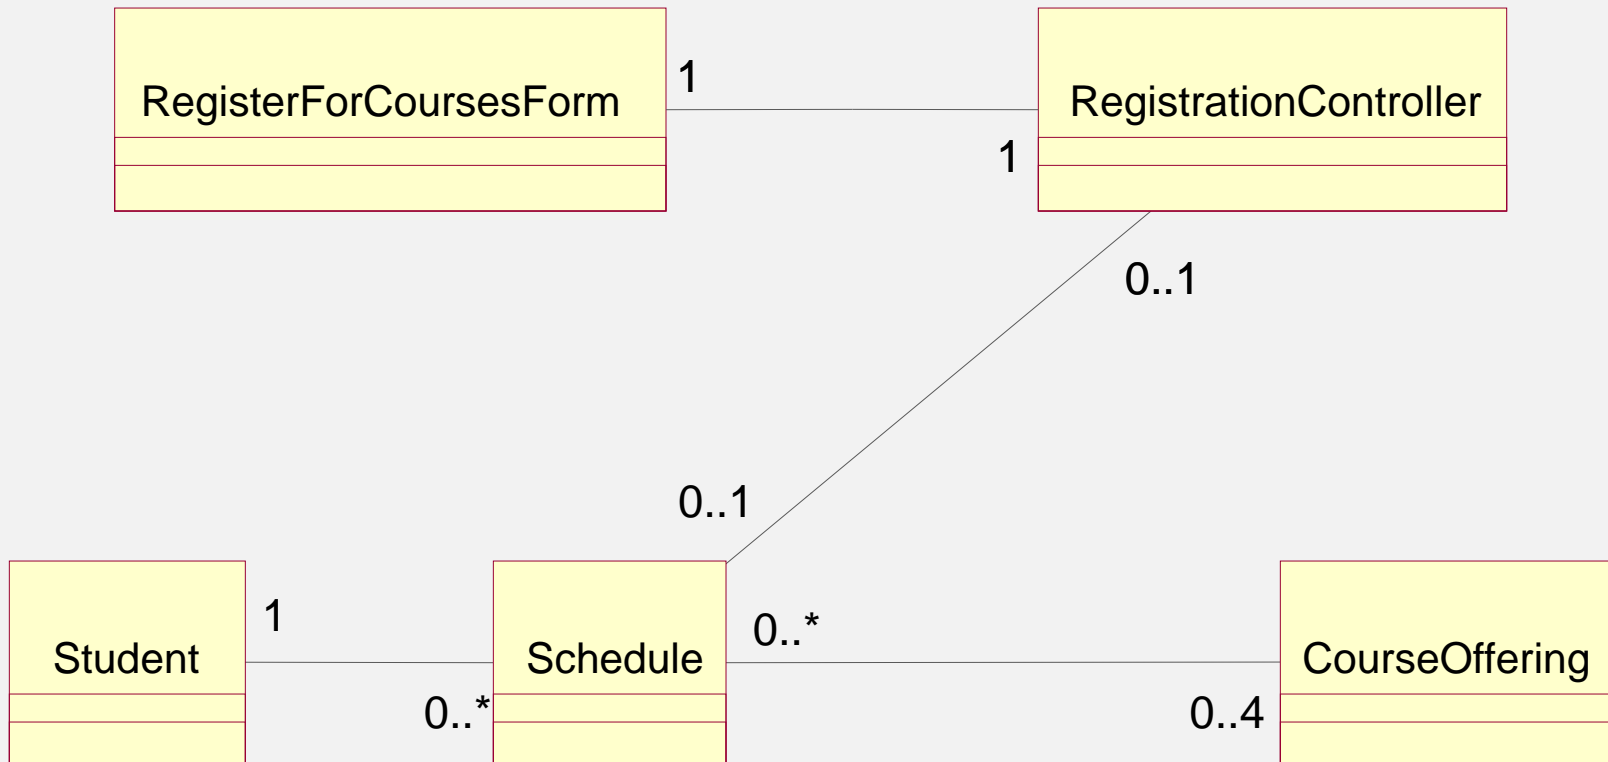 RegisterForCoursesForm
1
1
RegistrationController
0..1
0..1
Student
1
0..*
Schedule
0..*
0..4
CourseOffering